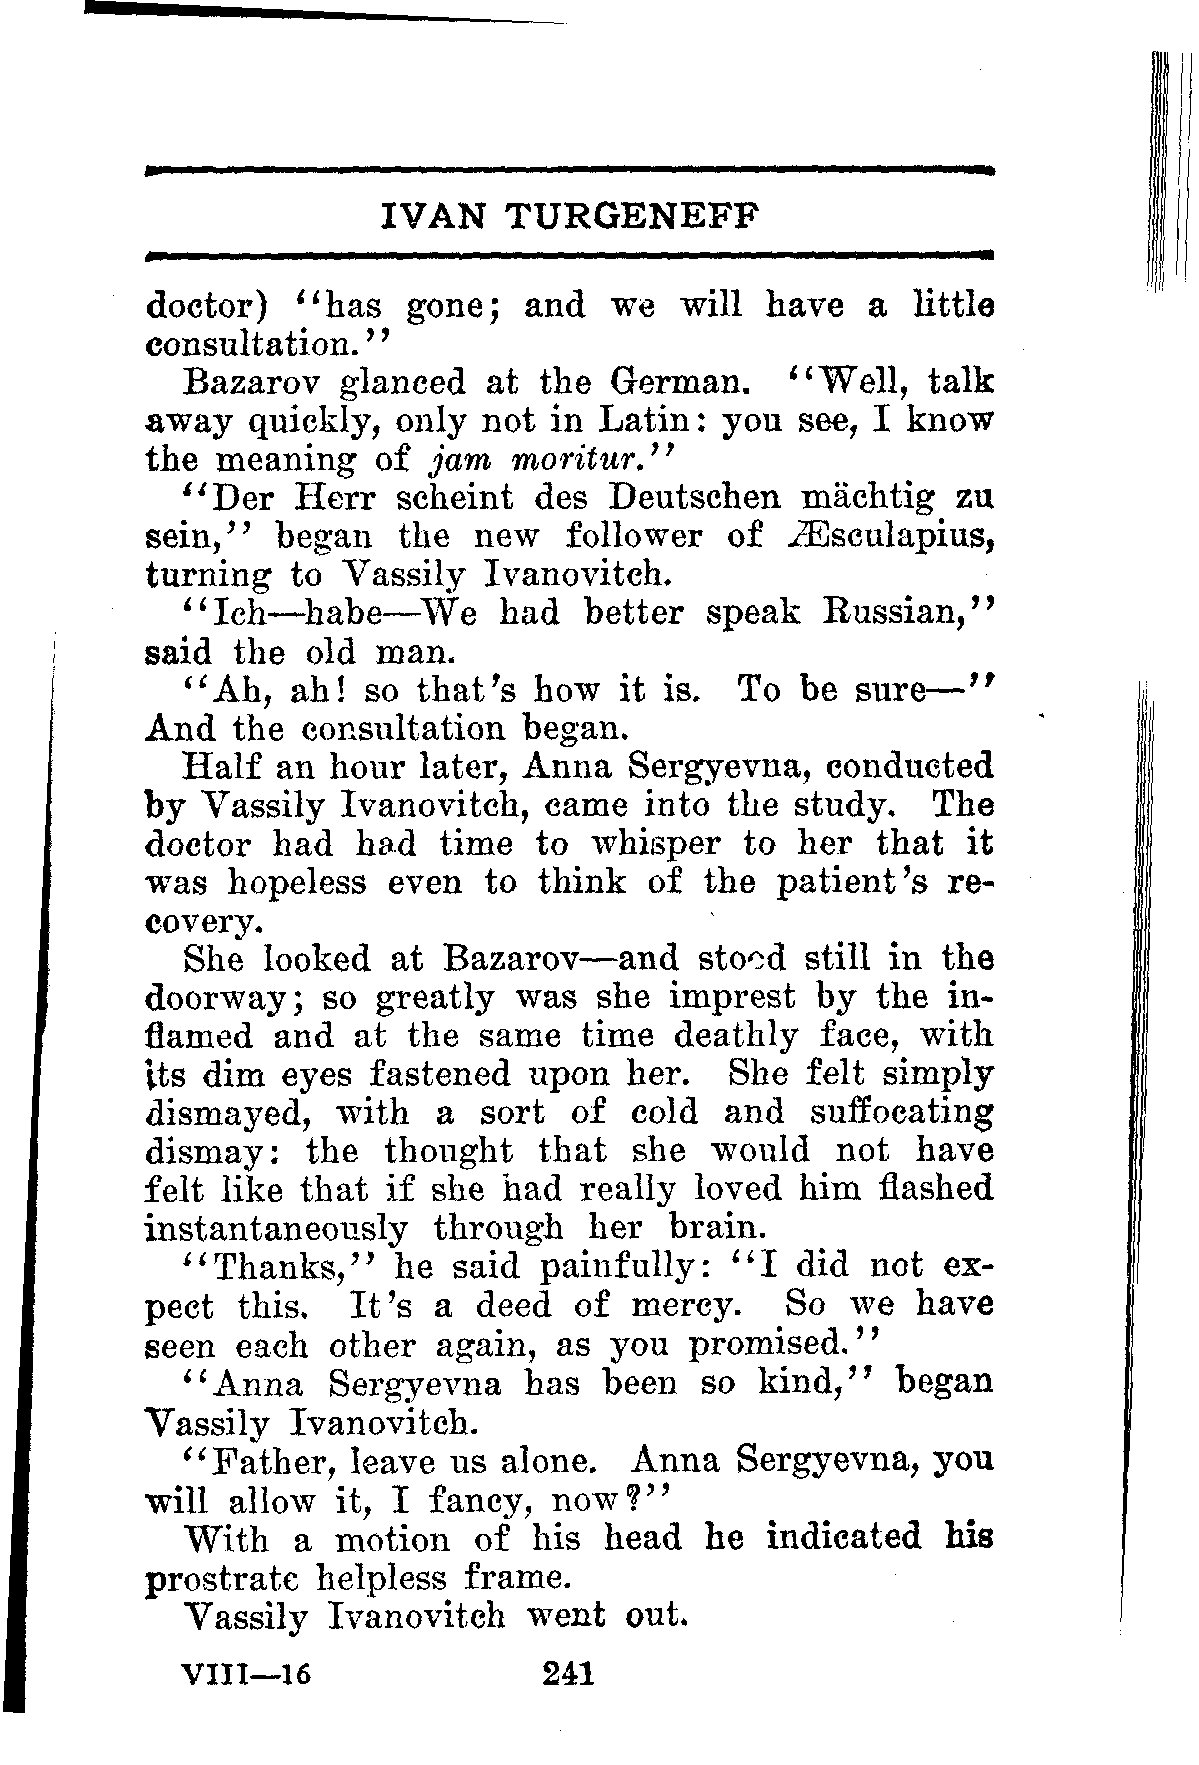 IVAN TURGENEFF
doctor) "has gone; and we will have a little
consultation."
Bazarov glanced at the German. "Well, talk
away quickly, only not in Latin: you see, I know
the meaning of jam moritur."
"Der Herr scheint des Deutschen mächtig zu
sein," began the new follower of Æsculapius,
turning to Vassily Ivanovitch.
"Ich—habe—We had better speak Russian,"
said the old man.
"Ah, ah! so that's how it is. To be sure—"
And the consultation began.
Half an hour later, Anna Sergyevna, conducted
by Vassily Ivanovitch, came into the study. The
doctor had had time to whisper to her that it
was hopeless even to think of the patient's re-
covery.
She looked at Bazarov—and stood still in the
doorway; so greatly was she imprest by the in-
flamed and at the same time deathly face, with
its dim eyes fastened upon her. She felt simply
dismayed, with a sort of cold and suffocating
dismay: the thought that she would not have
felt like that if she had really loved him flashed
instantaneously through her brain.
"Thanks," he said painfully: "I did not ex-
pect this. It's a deed of mercy. So we have
seen each other again, as you promised."
"Anna Sergyevna has been so kind," began
Vassily Ivanovitch.
"Father, leave us alone. Anna Sergyevna, you
will allow it, I fancy, now?"
With a motion of his head he indicated his
prostrate helpless frame.
Vassily Ivanovitch went out.
VIII—16 241